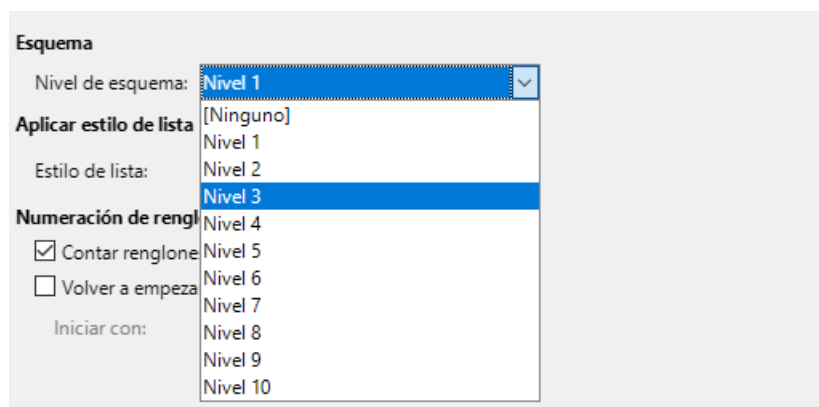 Esquema
Nivel de esquema: Nivel 1
[Ninguno]
Aplicar estilo de lista
Nivel 1
Estilo de lista:
Nivel 2
Nivel 3
Numeración de
Nivel 4
Contar
Nivel 5
Volver a
Nivel 6
Nivel 7
Iniciar con:
Nivel 8
Nivel 9
Nivel 10